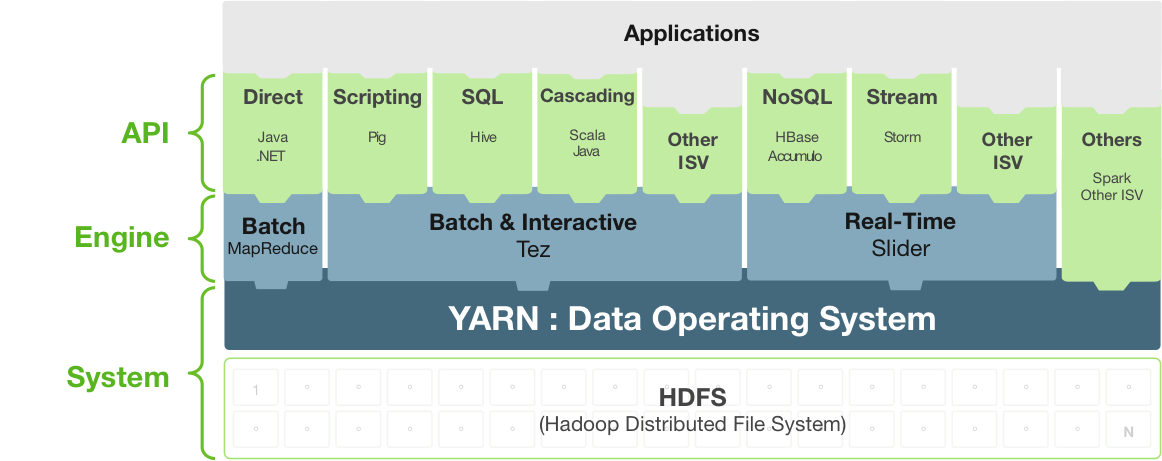 Applications
API
Direct
Java
.NET
Scripting
Pig
SQL
Hive
Cascading
Scala
Java
Other
ISV
NoSQL
HBase
Accumulo
Stream
Storm
Other
ISV
Others
Spark
Other ISV
Engine
Batch
MapReduce
Batch & Interactive
Tez
Real-Time
Slider
System
YARN : Data Operating System
1
HDFS
(Hadoop Distributed File System)
N